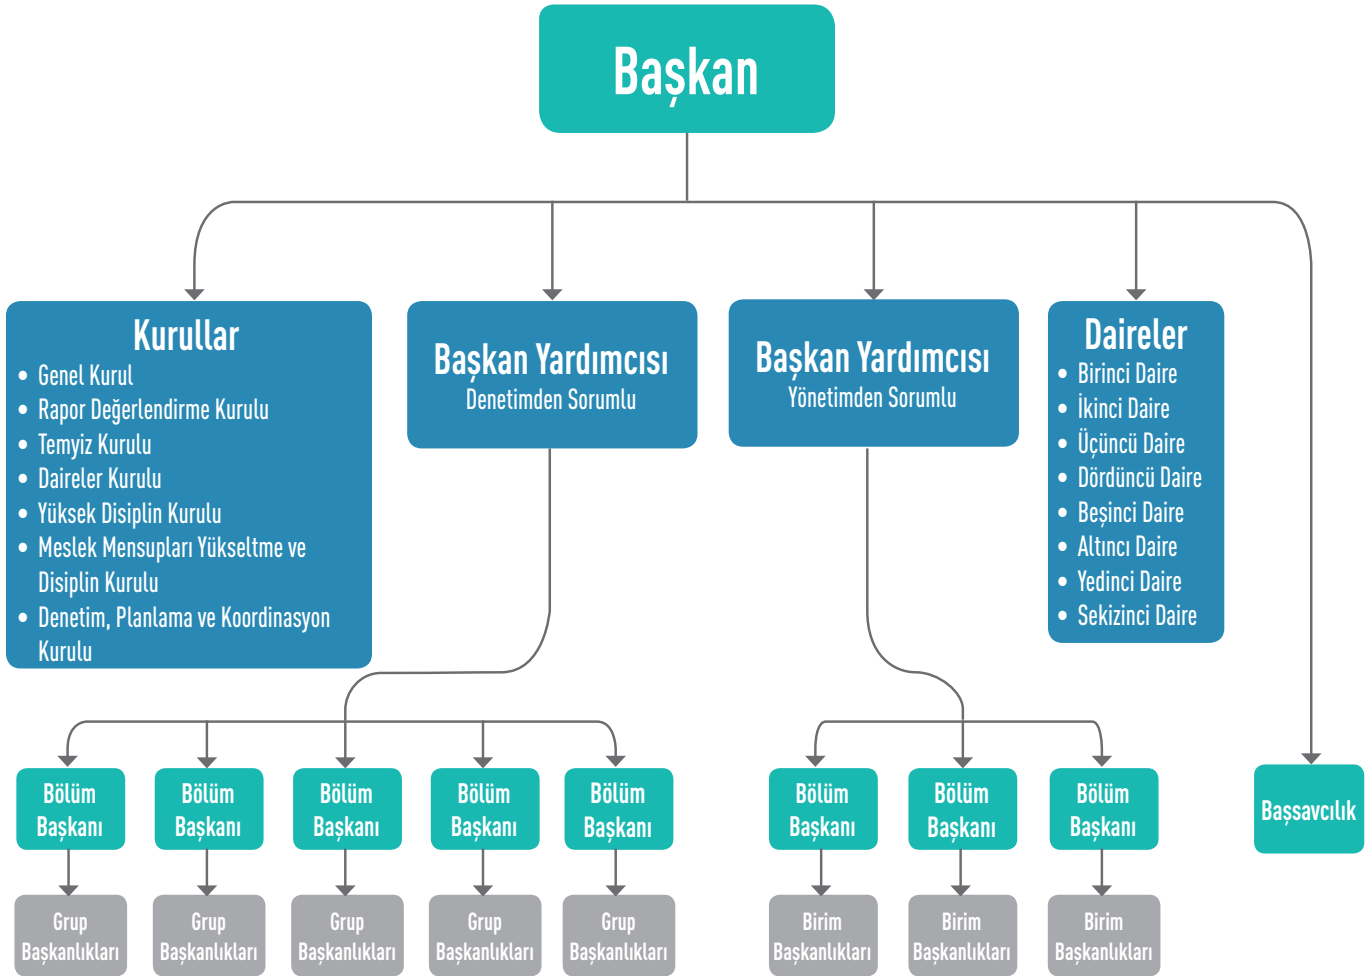 Başkan
Kurullar
• Genel Kurul
• Rapor Değerlendirme Kurulu
• Temyiz Kurulu
• Daireler Kurulu
• Yüksek Disiplin Kurulu
• Meslek Mensupları Yükseltme ve
Disiplin Kurulu
• Denetim, Planlama ve Koordinasyon
Kurulu
Başkan Yardımcısı
Denetimden Sorumlu
Başkan Yardımcısı
Yönetimden Sorumlu
Daireler
• Birinci Daire
• İkinci Daire
• Üçüncü Daire
• Dördüncü Daire
• Beşinci Daire
• Altıncı Daire
• Yedinci Daire
• Sekizinci Daire
Bölüm
Başkanı
Bölüm
Başkanı
Bölüm
Başkanı
Bölüm
Başkanı
Bölüm
Başkanı
Bölüm
Başkanı
Bölüm
Başkanı
Bölüm
Başkanı
Başsavcılık
Grup
Başkanlıkları
Grup
Başkanlıkları
Grup
Başkanlıkları
Grup
Başkanlıkları
Grup
Başkanlıkları
Birim
Başkanlıkları
Birim
Başkanlıkları
Birim
Başkanlıkları